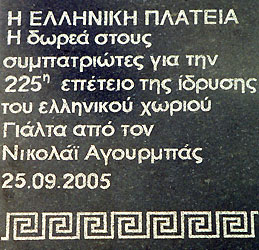 Η ΕΛΛΗΝΙΚΗ ΠΛΑΤΕΙΑ
Η δωρεά στους
συμπατριώτες για την
225η επέτειο της ίδρυσης
του ελληνικού χωριού
Γιάλτα από τον
Νικολάϊ Αγουρμπάς
25.09.2005